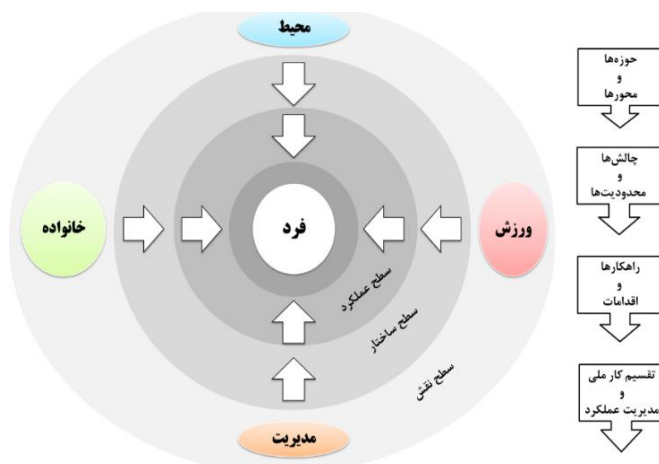 محیط
خانواده
فرد
ورزش
سطح عملکرد
سطح ساختار
سطح نقش
مدیریت
حوزه‌ها
و
محورها
چالش‌ها
و
محدودیت‌ها
راهکارها
و
اقدامات
تقسیم کار ملی
و
مدیریت عملکرد